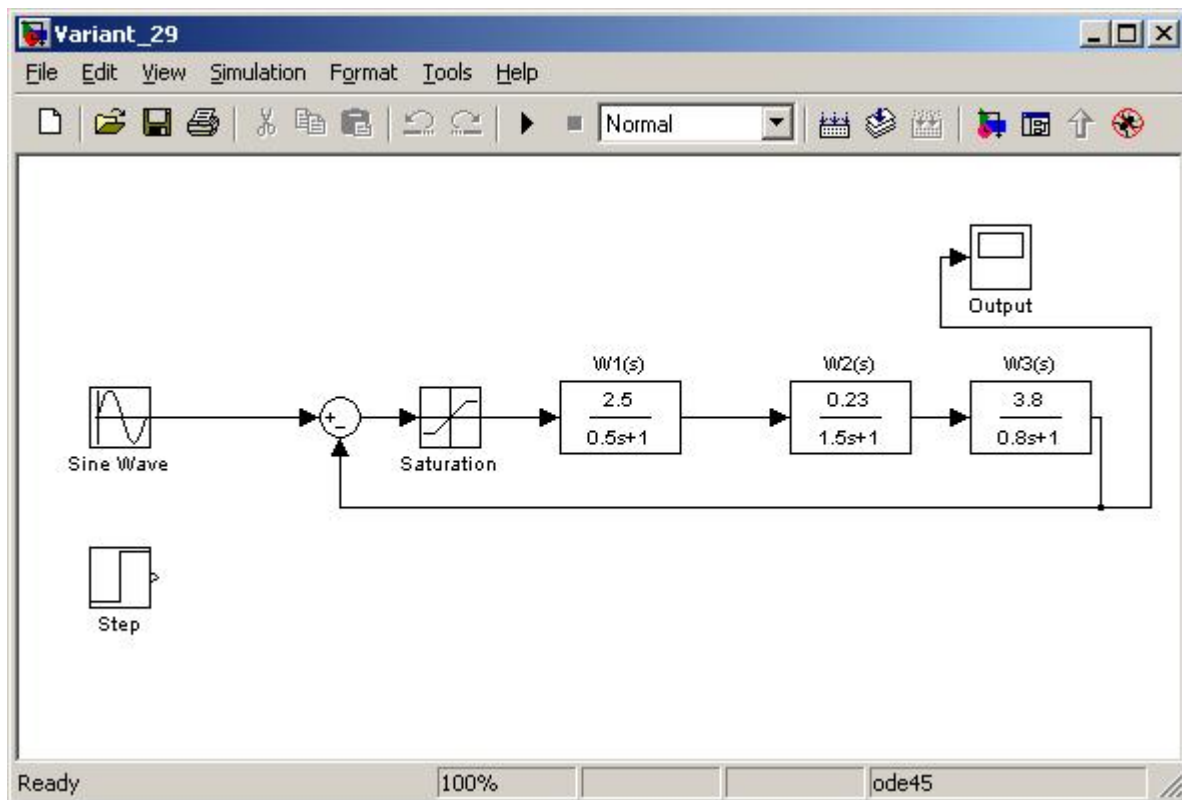 Variant_29
File Edit View Simulation Format Tools Help
Normal
Output
W1(s) W2(s) W3(s)
2.5 0.23 3.8
0.5s+1 1.5s+1 0.8s+1
+
-
Sine Wave Saturation
Step
Ready 100% ode45